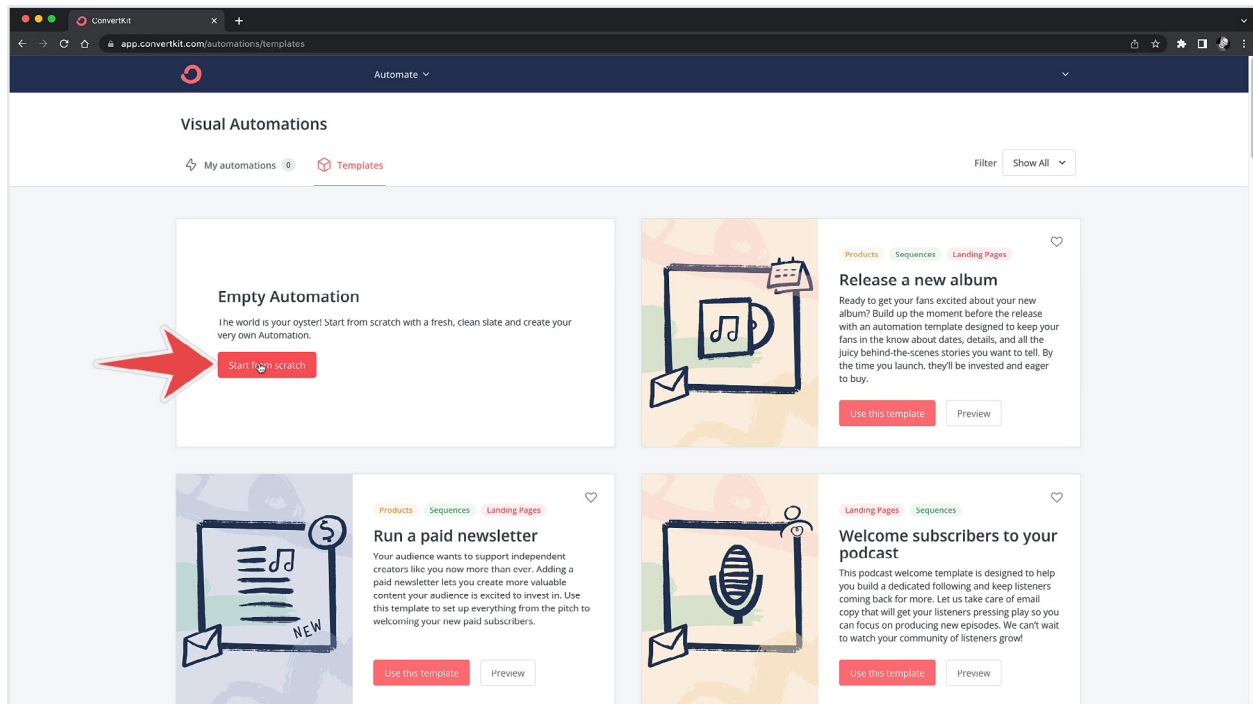 ConvertKit
app.convertkit.com/automations/templates
Automate
Visual Automations
My automations 0
Templates
Filter
Show All
Empty Automation
The world is your oyster! Start from scratch with a fresh, clean slate and create your
very own Automation.
Start from scratch
Products Sequences Landing Pages
Release a new album
Ready to get your fans excited about your new
album? Build up the moment before the release
with an automation template designed to keep your
fans in the know about dates, details, and all the
juicy behind-the-scenes stories you want to tell. By
the time you launch, they'll be invested and eager
to buy.
Use this template Preview
NEW
Products Sequences Landing Pages
Run a paid newsletter
Your audience wants to support independent
creators like you now more than ever. Adding a
paid newsletter lets you create more valuable
content your audience is excited to invest in. Use
this template to set up everything from the pitch to
welcoming your new paid subscribers.
Use this template Preview
Landing Pages Sequences
Welcome subscribers to your
podcast
This podcast welcome template is designed to help
you build a dedicated following and keep listeners
coming back for more. Let us take care of email
copy that will get your listeners pressing play so you
can focus on producing new episodes. We can't wait
to watch your community of listeners grow!
Use this template Preview